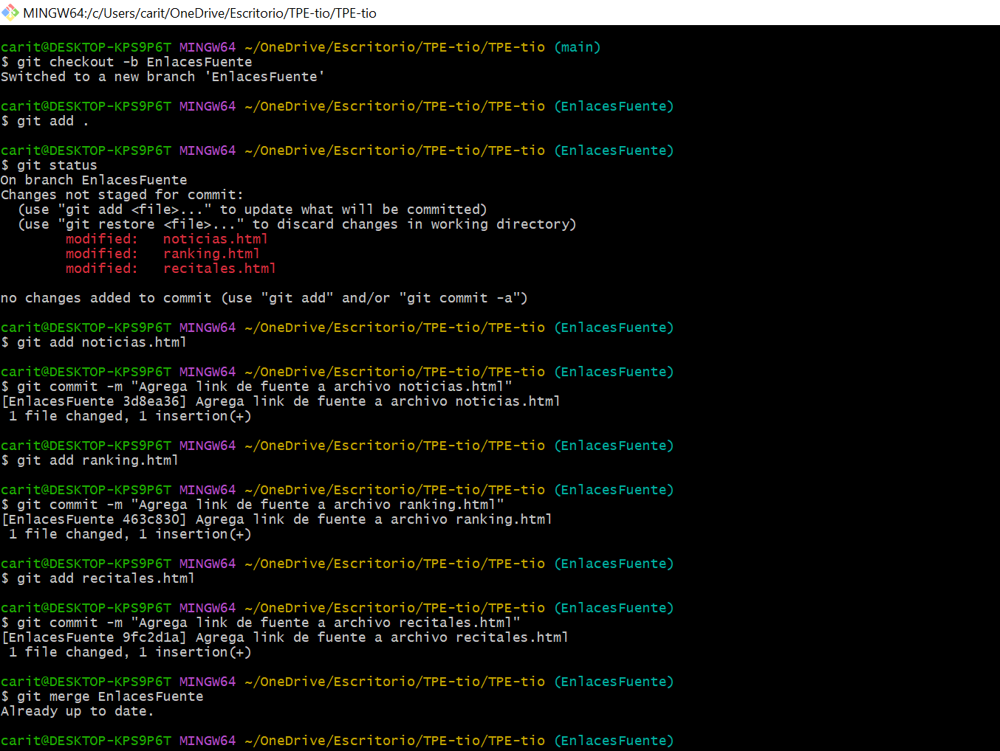 MINGW64:/c/Users/carit/OneDrive/Escritorio/TPE-tio/TPE-tio
carit@DESKTOP-KPS9P6T MINGW64 ~/OneDrive/Escritorio/TPE-tio/TPE-tio (main)
$ git checkout -b EnlacesFuente
Switched to a new branch 'EnlacesFuente'
carit@DESKTOP-KPS9P6T MINGW64 ~/OneDrive/Escritorio/TPE-tio/TPE-tio (EnlacesFuente)
$ git add .
carit@DESKTOP-KPS9P6T MINGW64 ~/OneDrive/Escritorio/TPE-tio/TPE-tio (EnlacesFuente)
$ git status
On branch EnlacesFuente
Changes not staged for commit:
  (use "git add <file>..." to update what will be committed)
  (use "git restore <file>..." to discard changes in working directory)
        modified:   noticias.html
        modified:   ranking.html
        modified:   recitales.html
no changes added to commit (use "git add" and/or "git commit -a")
carit@DESKTOP-KPS9P6T MINGW64 ~/OneDrive/Escritorio/TPE-tio/TPE-tio (EnlacesFuente)
$ git add noticias.html
carit@DESKTOP-KPS9P6T MINGW64 ~/OneDrive/Escritorio/TPE-tio/TPE-tio (EnlacesFuente)
$ git commit -m "Agrega link de fuente a archivo noticias.html"
[EnlacesFuente 3d8ea36] Agrega link de fuente a archivo noticias.html
 1 file changed, 1 insertion(+)
carit@DESKTOP-KPS9P6T MINGW64 ~/OneDrive/Escritorio/TPE-tio/TPE-tio (EnlacesFuente)
$ git add ranking.html
carit@DESKTOP-KPS9P6T MINGW64 ~/OneDrive/Escritorio/TPE-tio/TPE-tio (EnlacesFuente)
$ git commit -m "Agrega link de fuente a archivo ranking.html"
[EnlacesFuente 463c830] Agrega link de fuente a archivo ranking.html
 1 file changed, 1 insertion(+)
carit@DESKTOP-KPS9P6T MINGW64 ~/OneDrive/Escritorio/TPE-tio/TPE-tio (EnlacesFuente)
$ git add recitales.html
carit@DESKTOP-KPS9P6T MINGW64 ~/OneDrive/Escritorio/TPE-tio/TPE-tio (EnlacesFuente)
$ git commit -m "Agrega link de fuente a archivo recitales.html"
[EnlacesFuente 9fc2d1a] Agrega link de fuente a archivo recitales.html
 1 file changed, 1 insertion(+)
carit@DESKTOP-KPS9P6T MINGW64 ~/OneDrive/Escritorio/TPE-tio/TPE-tio (EnlacesFuente)
$ git merge EnlacesFuente
Already up to date.
carit@DESKTOP-KPS9P6T MINGW64 ~/OneDrive/Escritorio/TPE-tio/TPE-tio (EnlacesFuente)